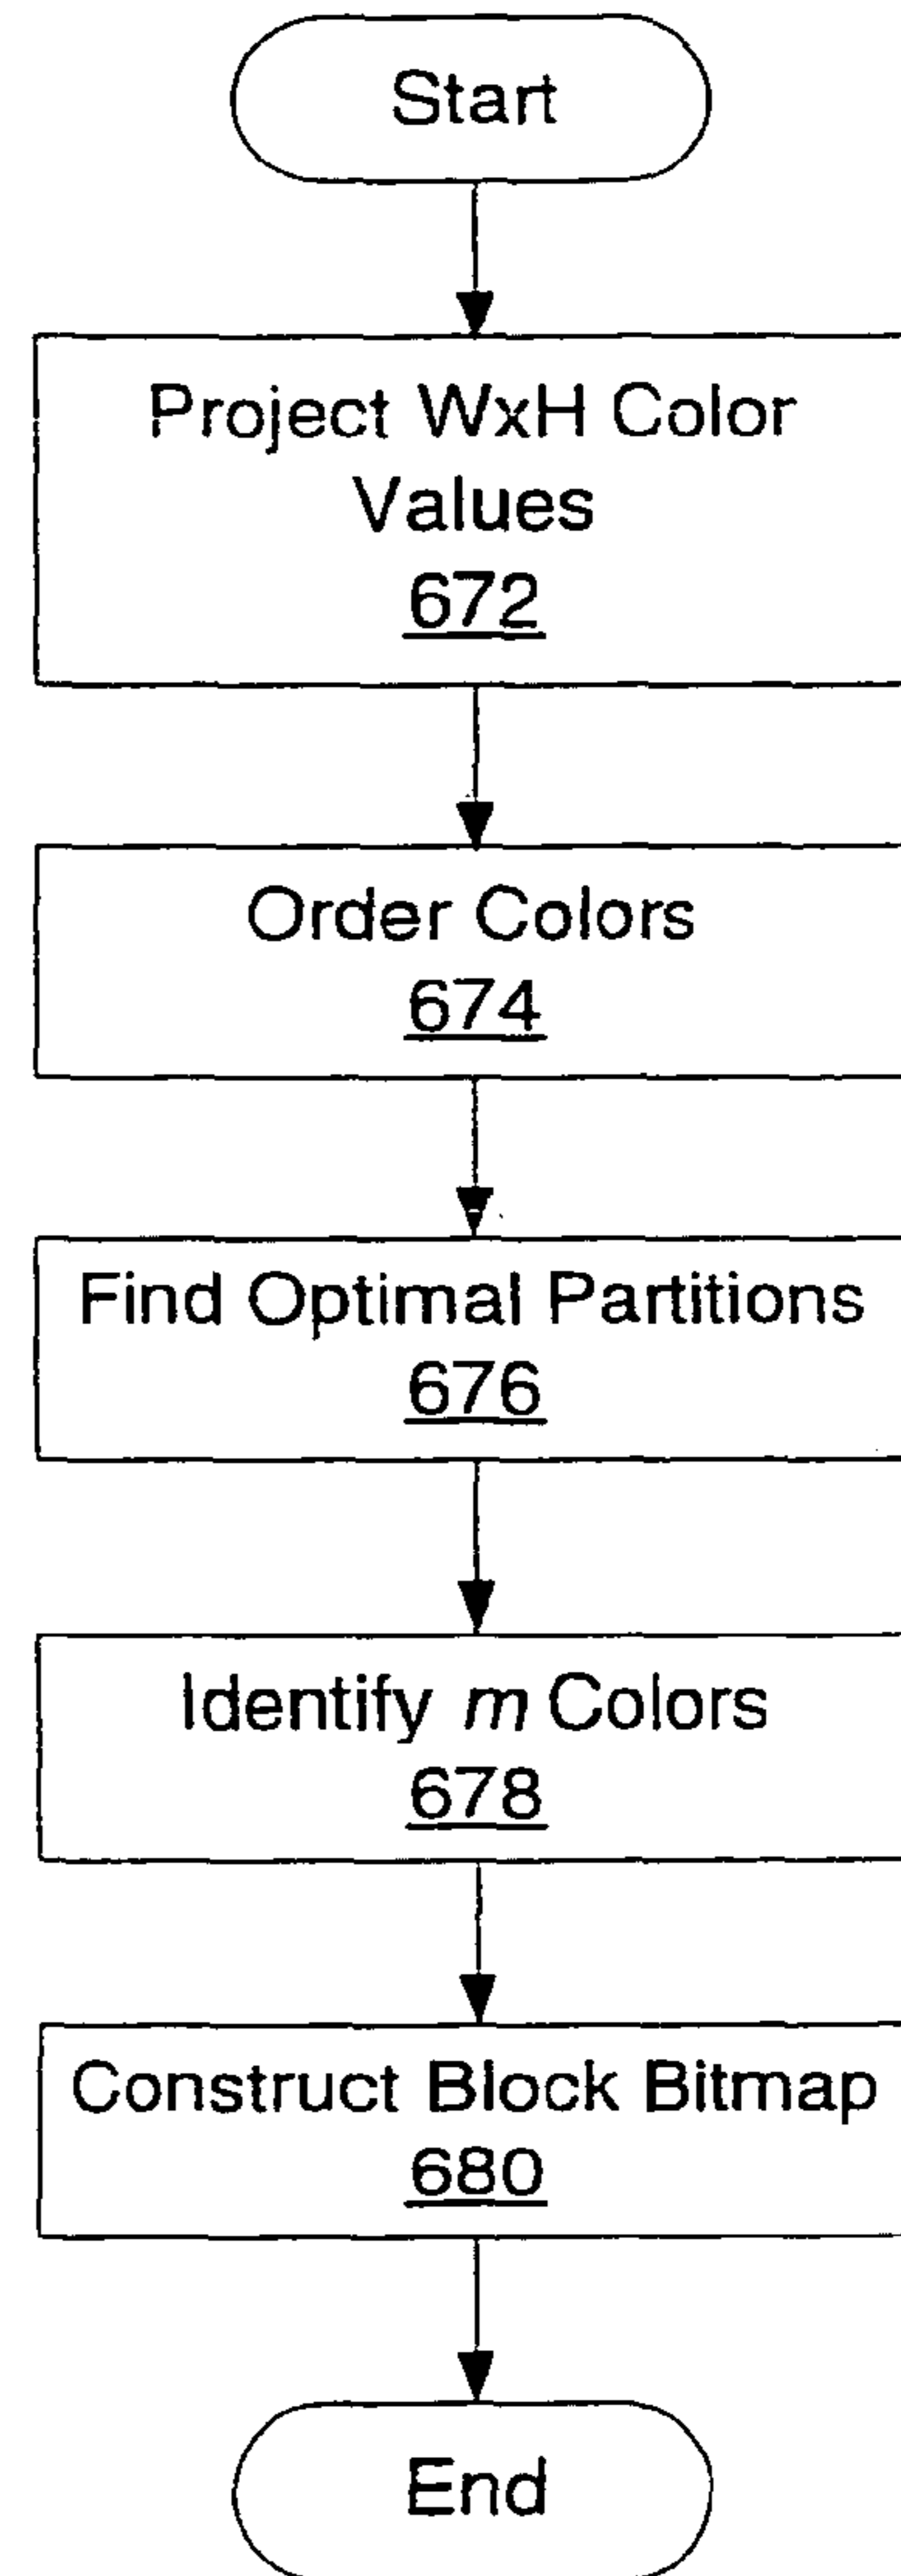 Start
Project WxH Color
Values
672
Order Colors
674
Find Optimal Partitions
676
Identify m Colors
678
Construct Block Bitmap
680
End